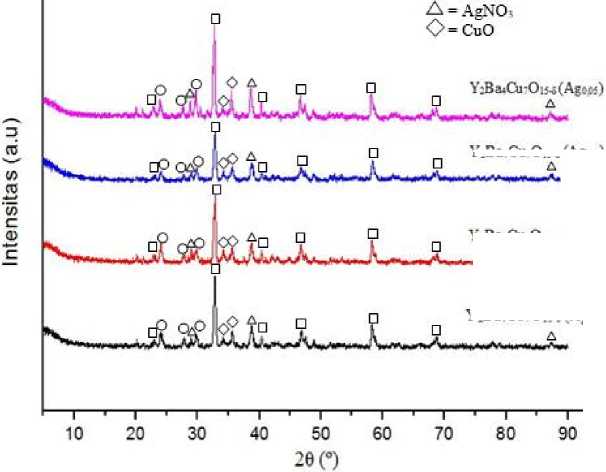 △ = AgNO₃
◇ = CuO
Y₂Ba₄Cu₇O₁₅₋δ(Ag₀,₀₅)
Intensitas (a.u)
10 20 30 40 50 60 70 80 90
2θ (º)